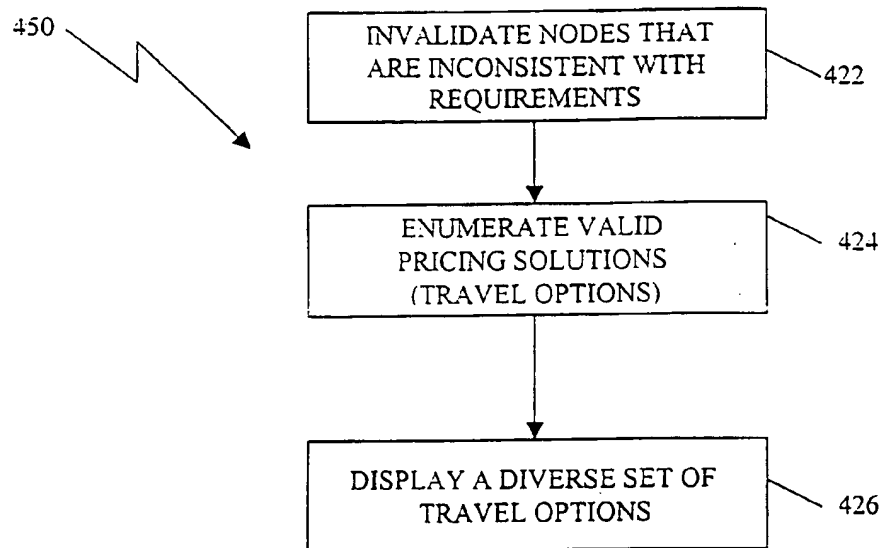 450
INVALIDATE NODES THAT
ARE INCONSISTENT WITH
REQUIREMENTS
422
ENUMERATE VALID
PRICING SOLUTIONS
(TRAVEL OPTIONS)
424
DISPLAY A DIVERSE SET OF
TRAVEL OPTIONS
426